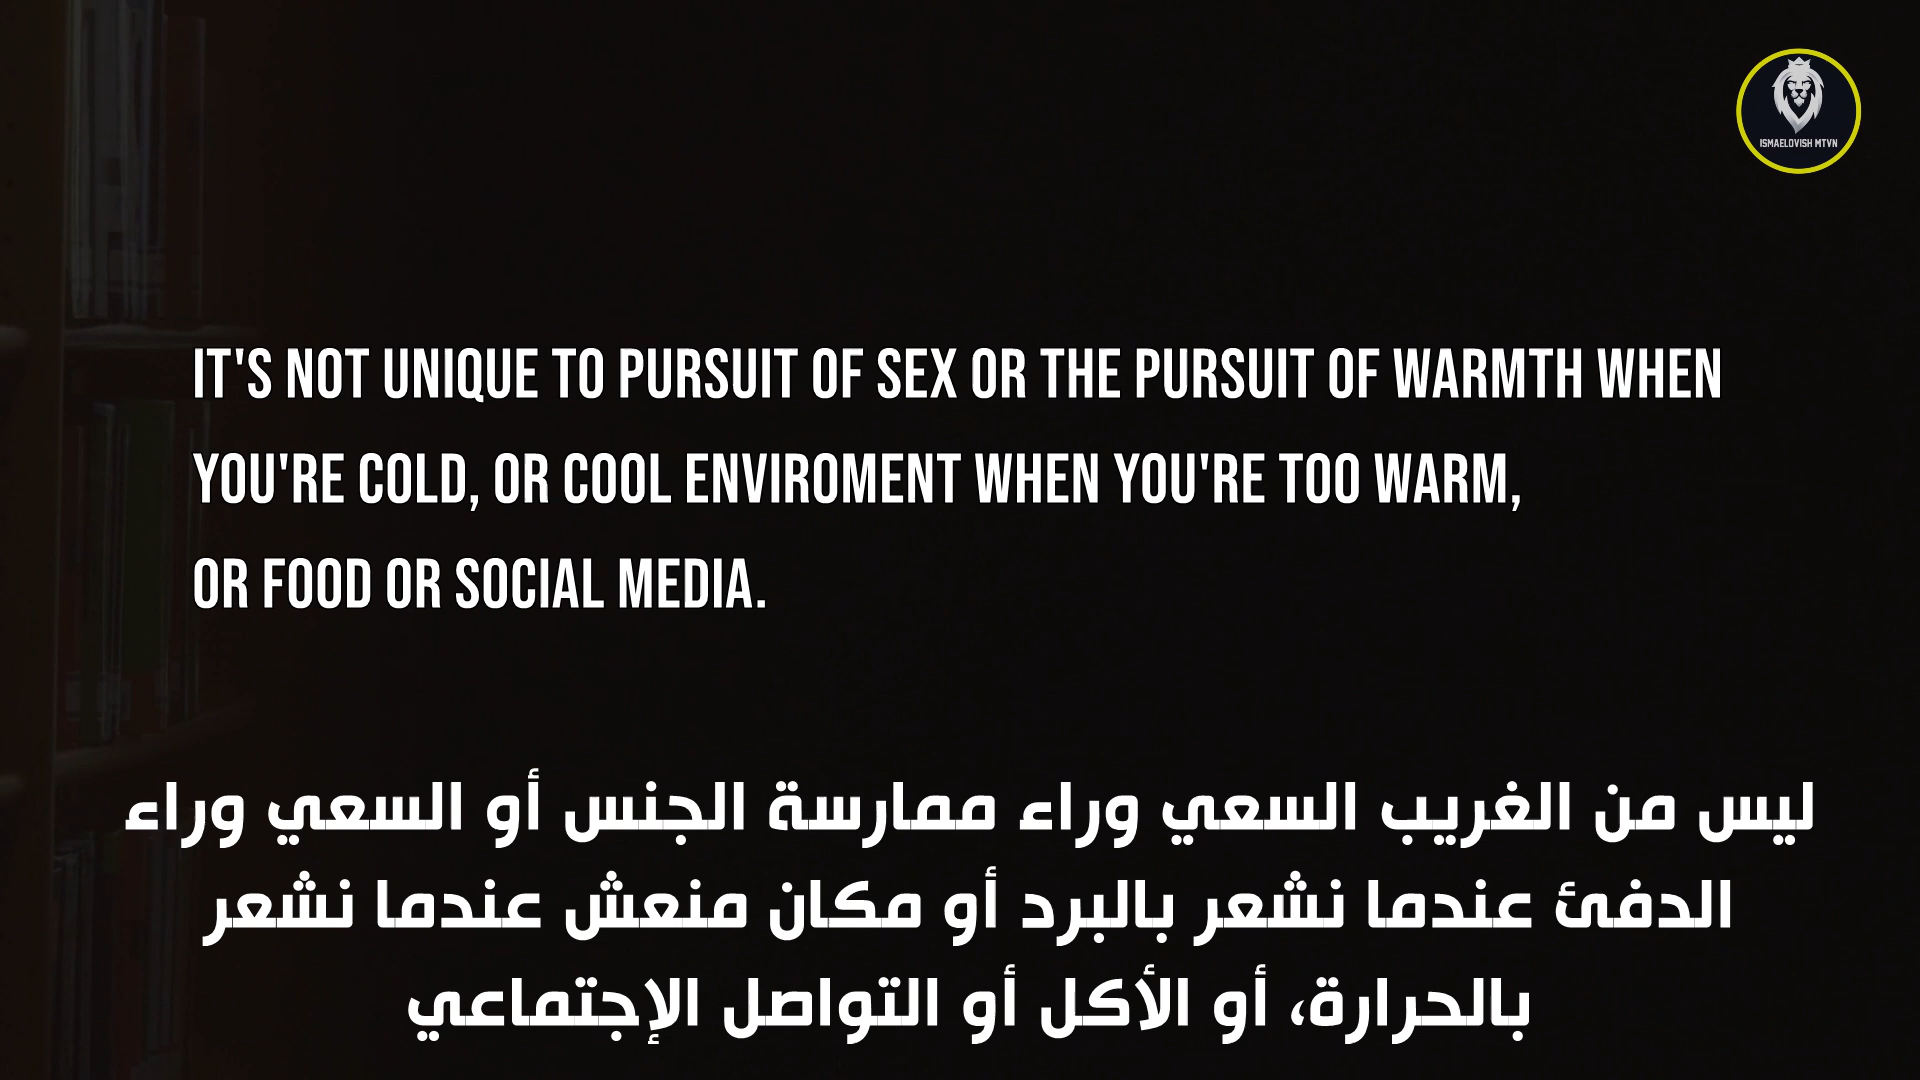 ISMAELOVISH MTVN
IT'S NOT UNIQUE TO PURSUIT OF SEX OR THE PURSUIT OF WARMTH WHEN
YOU'RE COLD, OR COOL ENVIROMENT WHEN YOU'RE TOO WARM,
OR FOOD OR SOCIAL MEDIA.
ليس من الغريب السعي وراء ممارسة الجنس أو السعي وراء
الدفئ عندما نشعر بالبرد أو مكان منعش عندما نشعر
بالحرارة، أو الأكل أو التواصل الإجتماعي